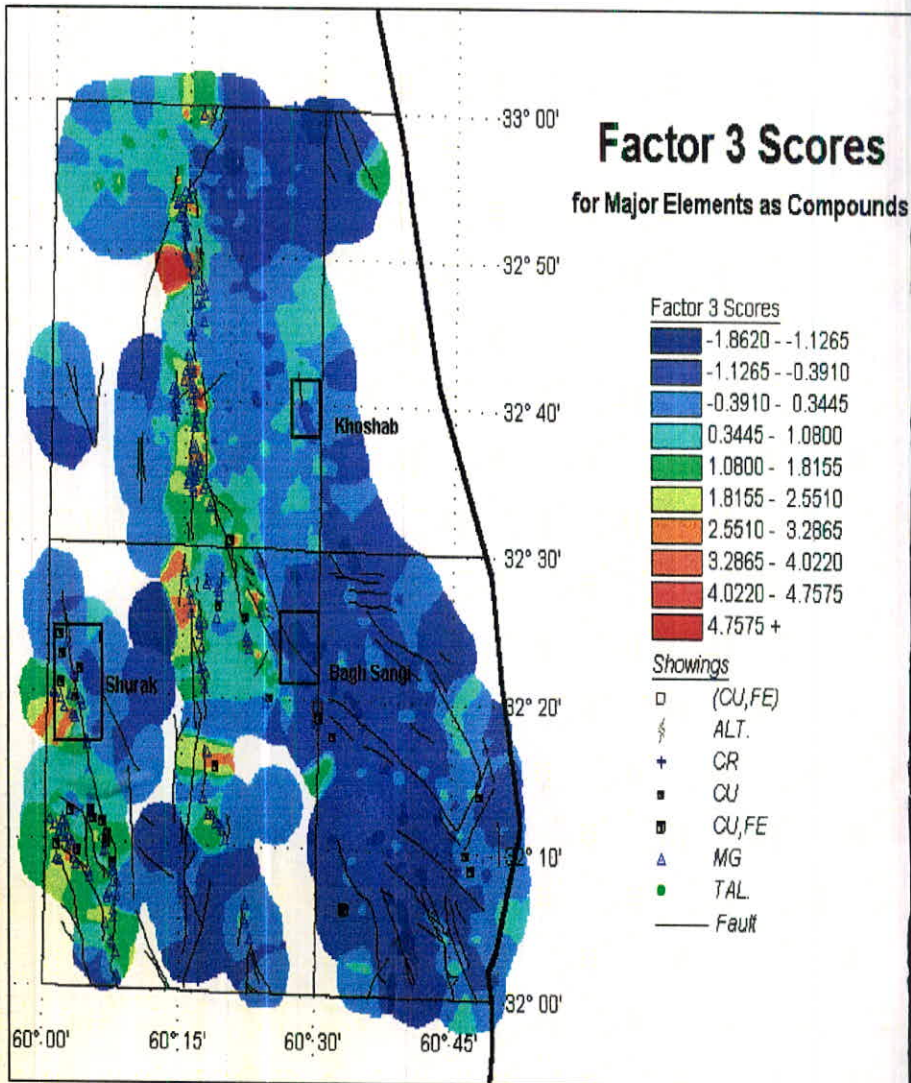 Factor 3 Scores
for Major Elements as Compounds
33° 00'
32° 50'
32° 40'
32° 30'
32° 20'
32° 10'
32° 00'
60° 00'
60° 15'
60° 30'
60° 45'
Khoshab
Bagh Sangi
Shurak
Factor 3 Scores
-1.8620 - -1.1265
-1.1265 - -0.3910
-0.3910 - 0.3445
0.3445 - 1.0800
1.0800 - 1.8155
1.8155 - 2.5510
2.5510 - 3.2865
3.2865 - 4.0220
4.0220 - 4.7575
4.7575 +
Showings
(CU,FE)
ALT.
CR
CU
CU,FE
MG
TAL.
Fault